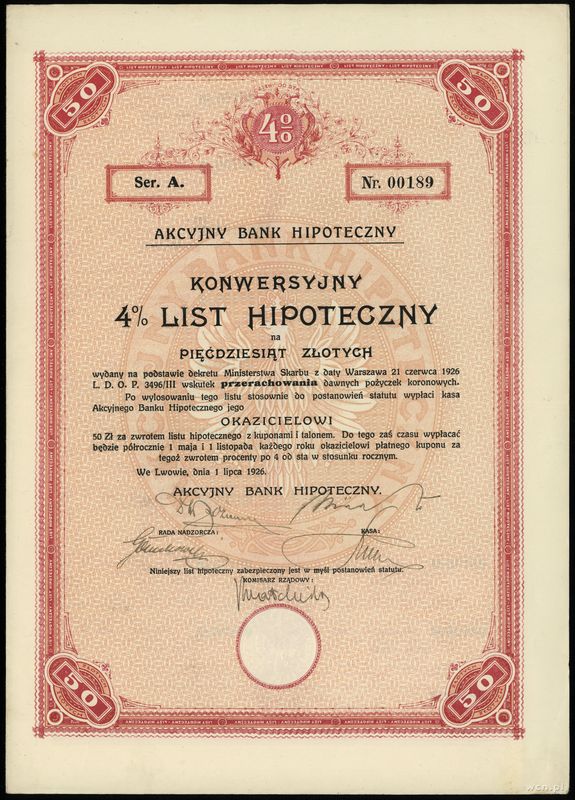 50
50
4%
Ser. A.
Nr. 00189
AKCYJNY BANK HIPOTECZNY
KONWERSYJNY
4% LIST HIPOTECZNY
na
PIĘĆDZIESIĄT ZŁOTYCH
wydany na podstawie dekretu Ministerstwa Skarbu z daty Warszawa 21 czerwca 1926
L. D. O. P. 3496/III wskutek przerachowania dawnych pożyczek koronowych.
Po wylosowaniu tego listu stosownie do postanowień statutu wypłaci kasa
Akcyjnego Banku Hipotecznego jego
OKAZICIELOWI
50 Zł za zwrotem listu hipotecznego z kuponami i talonem. Do tego zaś czasu wypłacać
będzie półrocznie 1 maja i 1 listopada każdego roku okazicielowi płatnego kuponu za
tegoż zwrotem procenty po 4 od sta w stosunku rocznym.
We Lwowie, dnia 1 lipca 1926.
AKCYJNY BANK HIPOTECZNY.
RADA NADZORCZA:
KASA:
Niniejszy list hipoteczny zabezpieczony jest w myśl postanowień statutu.
KOMISARZ RZĄDOWY:
50
50
wcn.pl